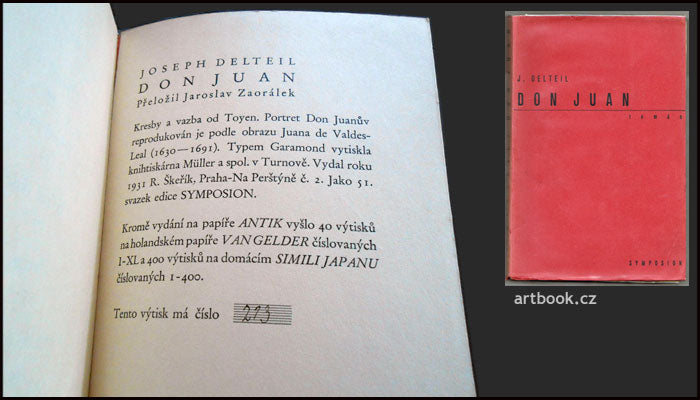 JOSEPH DELTEIL
DON JUAN
Přeložil Jaroslav Zaorálek
Kresby a vazba od Toyen. Portret Don Juanův
reprodukován je podle obrazu Juana de Valdes-
Leal (1630—1691). Typem Garamond vytiskla
knihtiskárna Müller a spol. v Turnově. Vydal roku
1931 R. Škeřík, Praha-Na Perštýně č. 2. Jako 51.
svazek edice SYMPOSION.
Kromě vydání na papíře ANTIK vyšlo 40 výtisků
na holandském papíře VAN GELDER číslovaných
I-XL a 400 výtisků na domácím SIMILI JAPANU
číslovaných 1-400.
Tento výtisk má číslo 273
J. DELTEIL
DON JUAN
román
SYMPOSION
artbook.cz